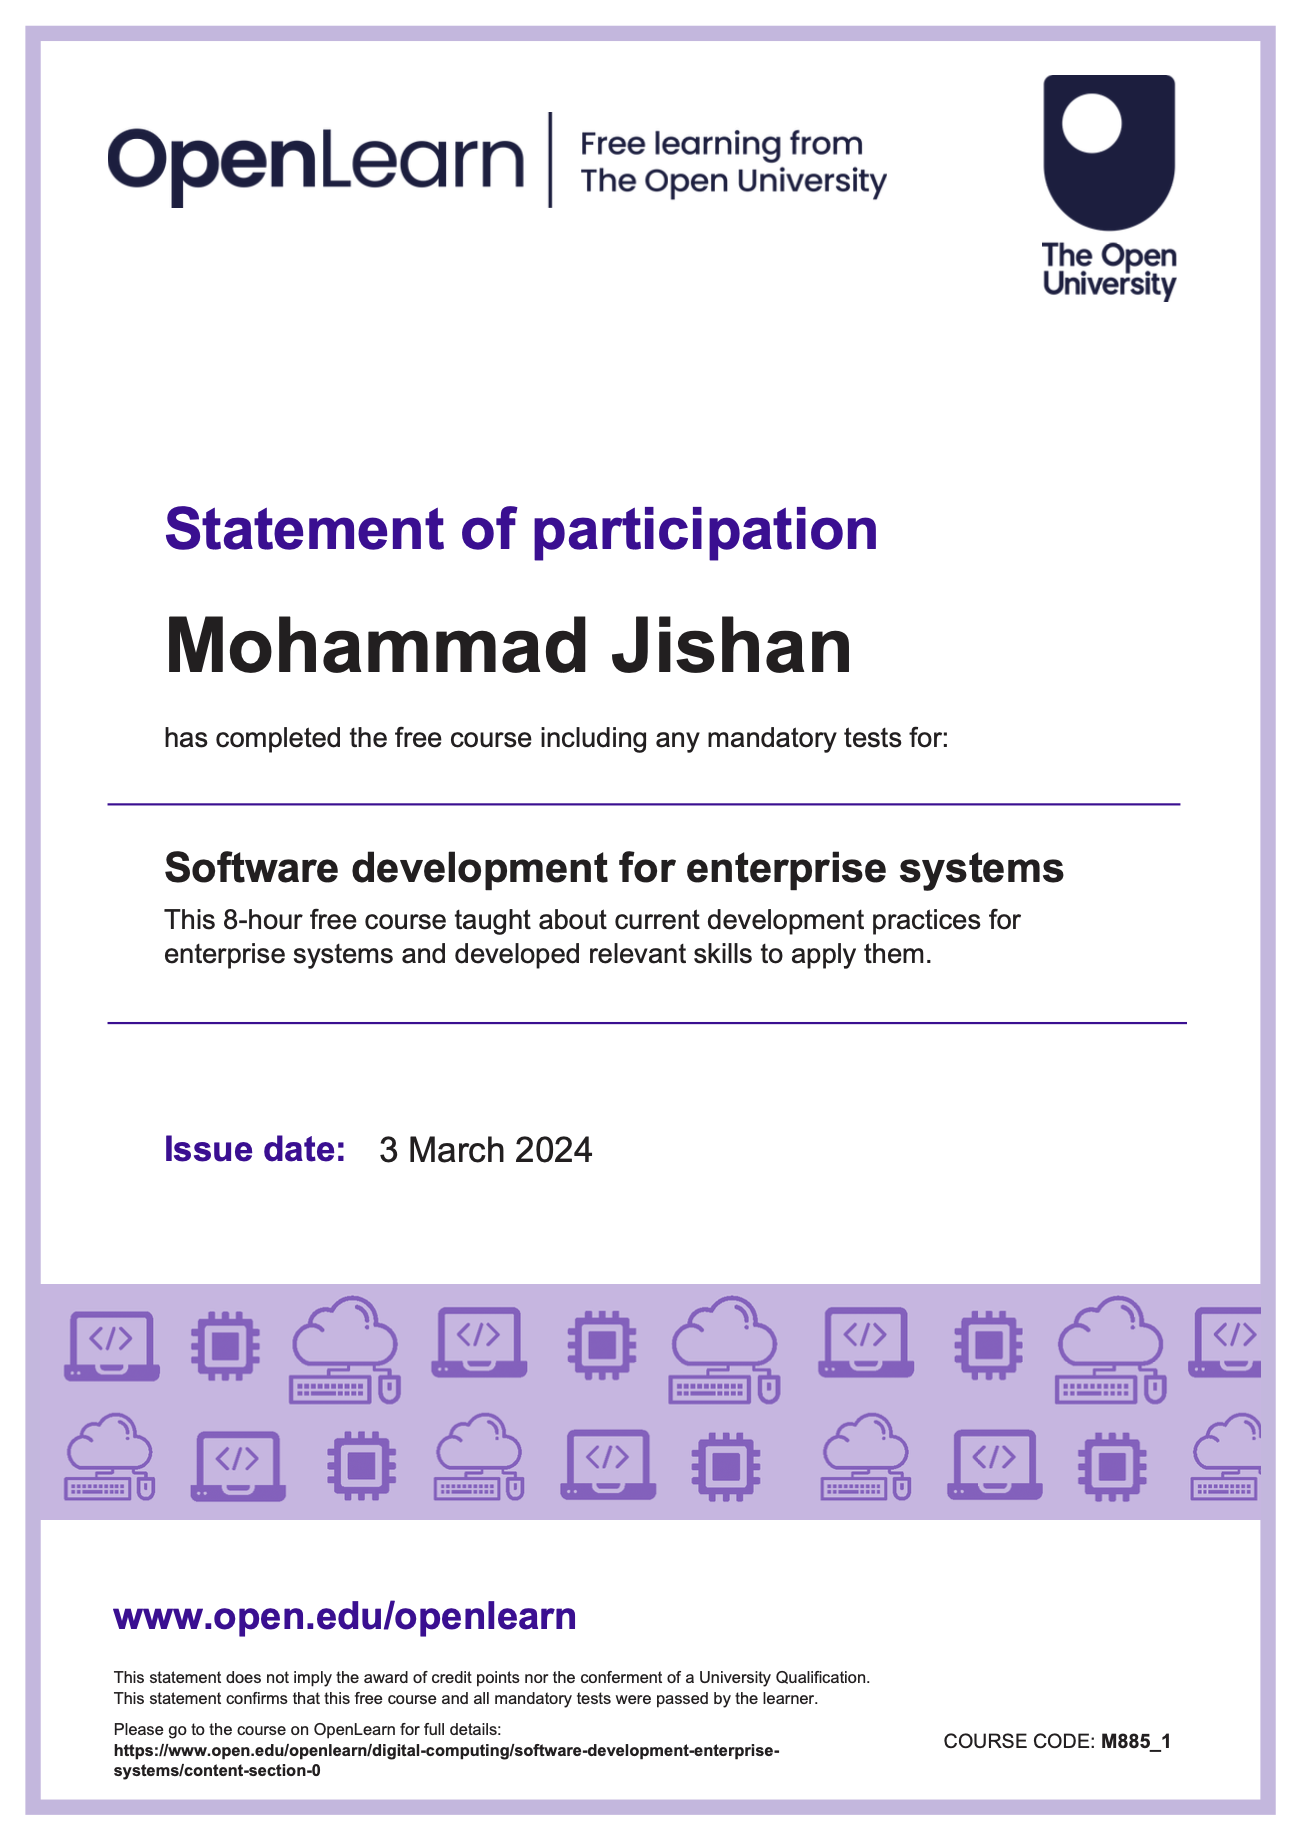 OpenLearn
Free learning from
The Open University
The Open
University
Statement of participation
Mohammad Jishan
has completed the free course including any mandatory tests for:
Software development for enterprise systems
This 8-hour free course taught about current development practices for
enterprise systems and developed relevant skills to apply them.
Issue date: 3 March 2024
</> </> </> </>
</> </> </>
www.open.edu/openlearn
This statement does not imply the award of credit points nor the conferment of a University Qualification.
This statement confirms that this free course and all mandatory tests were passed by the learner.
Please go to the course on OpenLearn for full details:
https://www.open.edu/openlearn/digital-computing/software-development-enterprise-
systems/content-section-0
COURSE CODE: M885_1